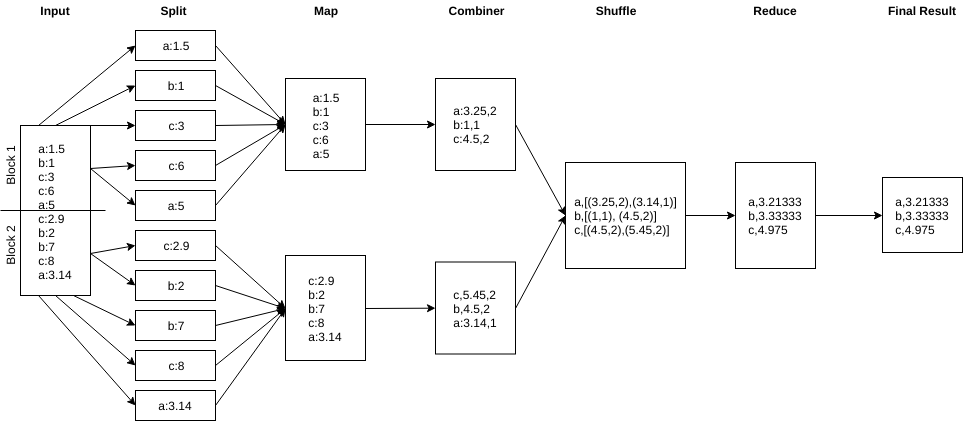 Input
Split
Map
Combiner
Shuffle
Reduce
Final Result
Block 1
Block 2
a:1.5
b:1
c:3
c:6
a:5
c:2.9
b:2
b:7
c:8
a:3.14
a:1.5
b:1
c:3
c:6
a:5
c:2.9
b:2
b:7
c:8
a:3.14
a:1.5
b:1
c:3
c:6
a:5
c:2.9
b:2
b:7
c:8
a:3.14
a:3.25,2
b:1,1
c:4.5,2
c,5.45,2
b,4.5,2
a:3.14,1
a,[(3.25,2),(3.14,1)]
b,[(1,1), (4.5,2)]
c,[(4.5,2),(5.45,2)]
a,3.21333
b,3.33333
c,4.975
a,3.21333
b,3.33333
c,4.975